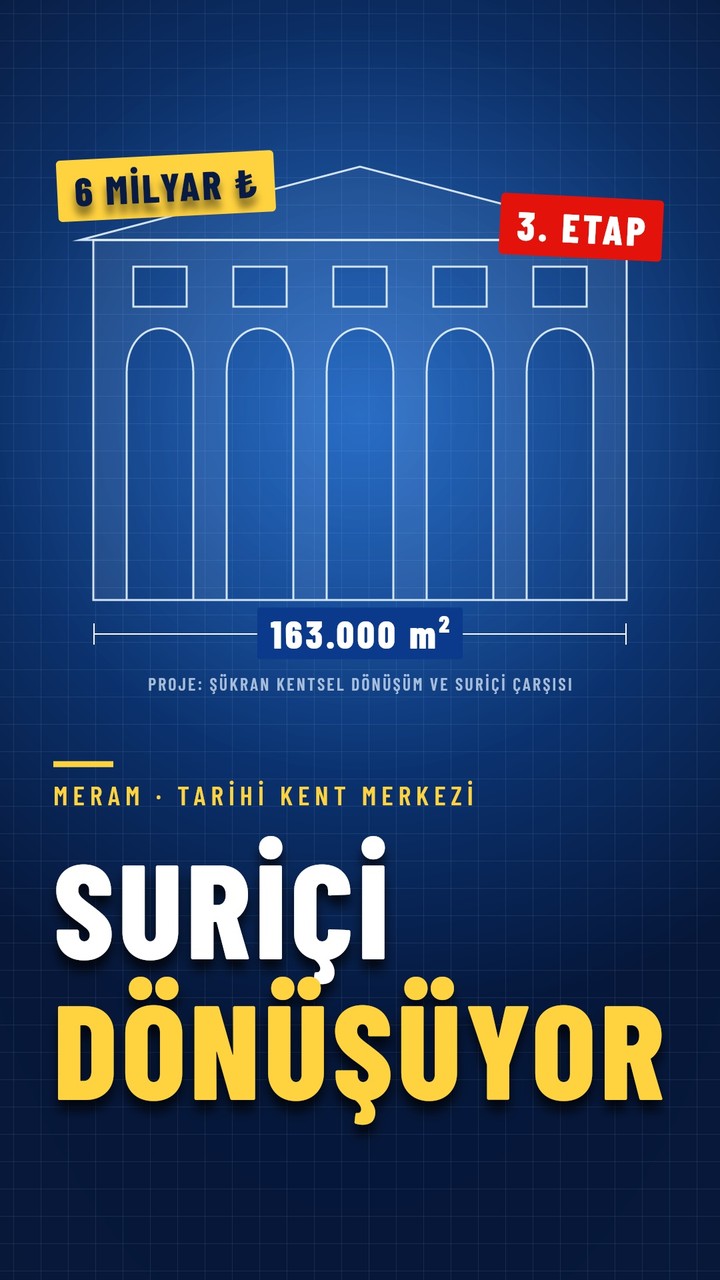 6 MİLYAR ₺
3. ETAP
163.000 m²
PROJE: ŞÜKRAN KENTSEL DÖNÜŞÜM VE SURİÇİ ÇARŞISI
MERAM · TARİHİ KENT MERKEZİ
SURİÇİ
DÖNÜŞÜYOR